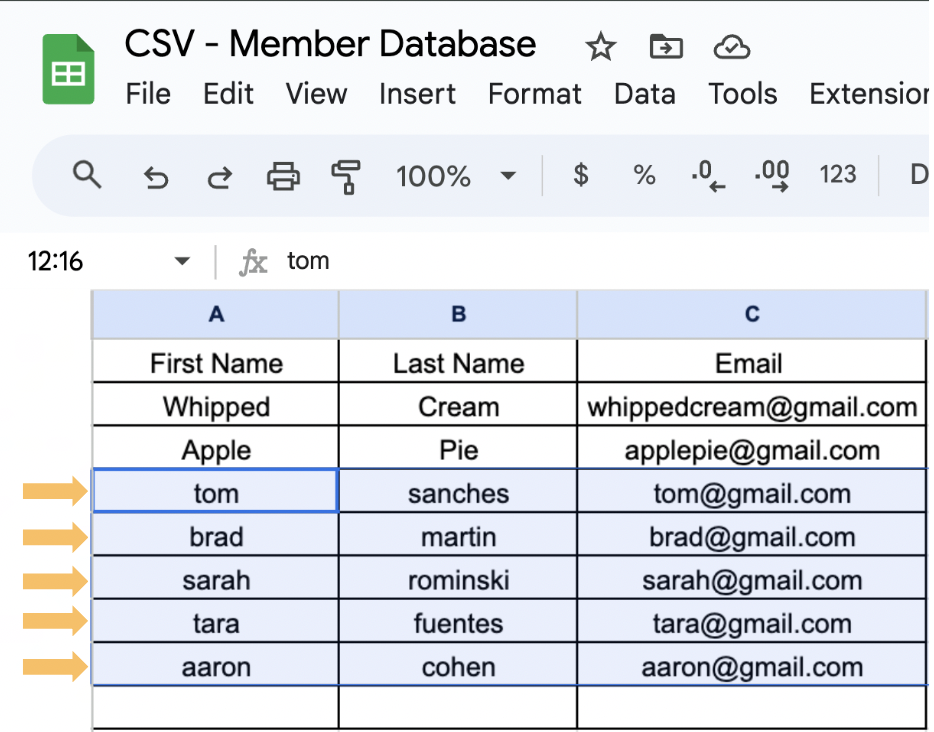 CSV - Member Database
File Edit View Insert Format Data Tools Extension
100% $ % .0 .00 123 D
12:16 fx tom
A B C
First Name Last Name Email
Whipped Cream whippedcream@gmail.com
Apple Pie applepie@gmail.com
tom sanches tom@gmail.com
brad martin brad@gmail.com
sarah rominski sarah@gmail.com
tara fuentes tara@gmail.com
aaron cohen aaron@gmail.com